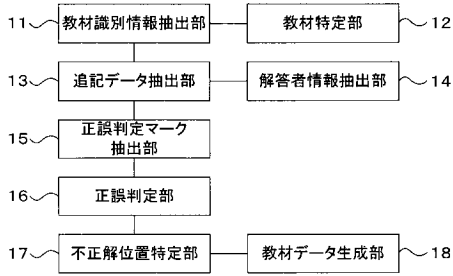 11 教材識別情報抽出部 教材特定部 12
13 追記データ抽出部 解答者情報抽出部 14
15 正誤判定マーク
抽出部
16 正誤判定部
17 不正解位置特定部 教材データ生成部 18